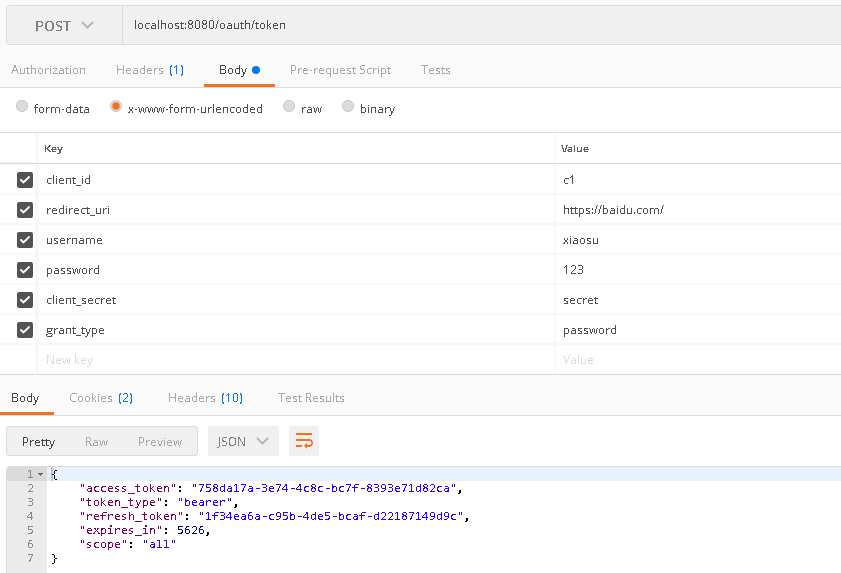 POST localhost:8080/oauth/token
Authorization Headers (1) Body Pre-request Script Tests
form-data x-www-form-urlencoded raw binary
Key Value
client_id c1
redirect_uri https://baidu.com/
username xiaosu
password 123
client_secret secret
grant_type password
New key Value
Body Cookies (2) Headers (10) Test Results
Pretty Raw Preview JSON
1 {
2 "access_token": "758da17a-3e74-4c8c-bc7f-8393e71d82ca",
3 "token_type": "bearer",
4 "refresh_token": "1f34ea6a-c95b-4de5-bcaf-d22187149d9c",
5 "expires_in": 5626,
6 "scope": "all"
7 }